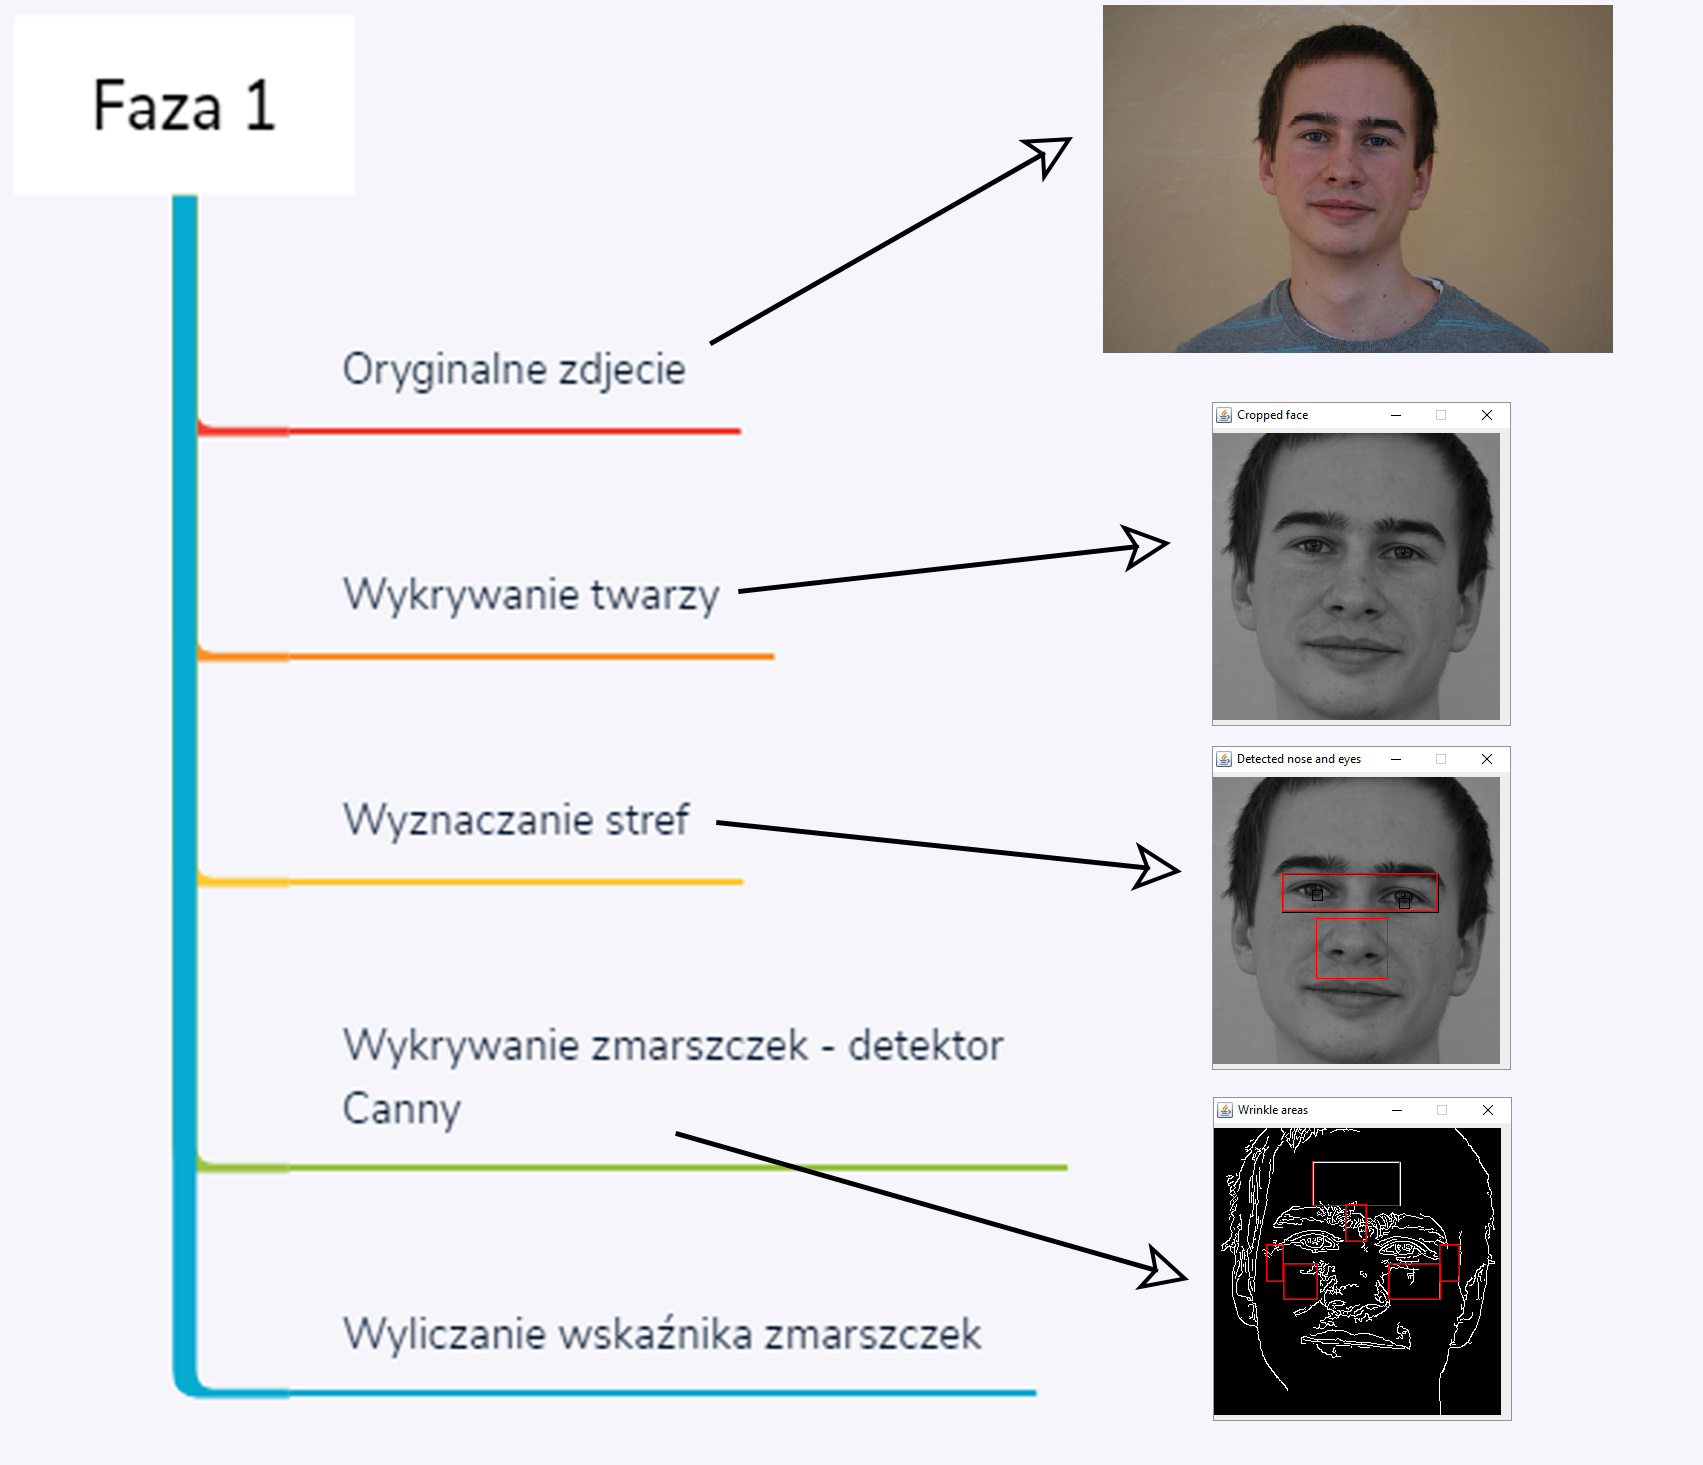 Faza 1
Oryginalne zdjecie
Cropped face
Wykrywanie twarzy
Detected nose and eyes
Wyznaczanie stref
Wykrywanie zmarszczek - detektor
Canny
Wrinkle areas
Wyliczanie wskaźnika zmarszczek